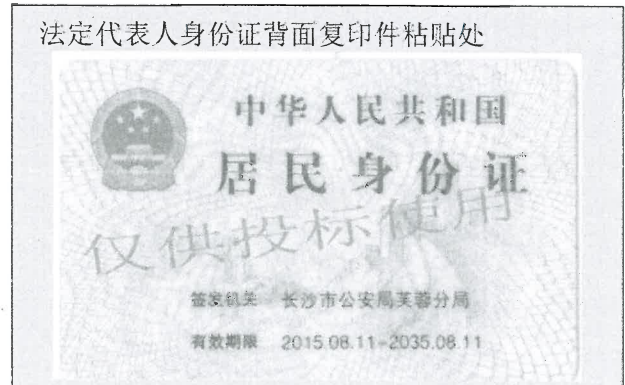 法定代表人身份证背面复印件粘贴处
中华人民共和国
居民身份证
仅供投标使用
签发机关 长沙市公安局芙蓉分局
有效期限 2015.08.11-2035.08.11